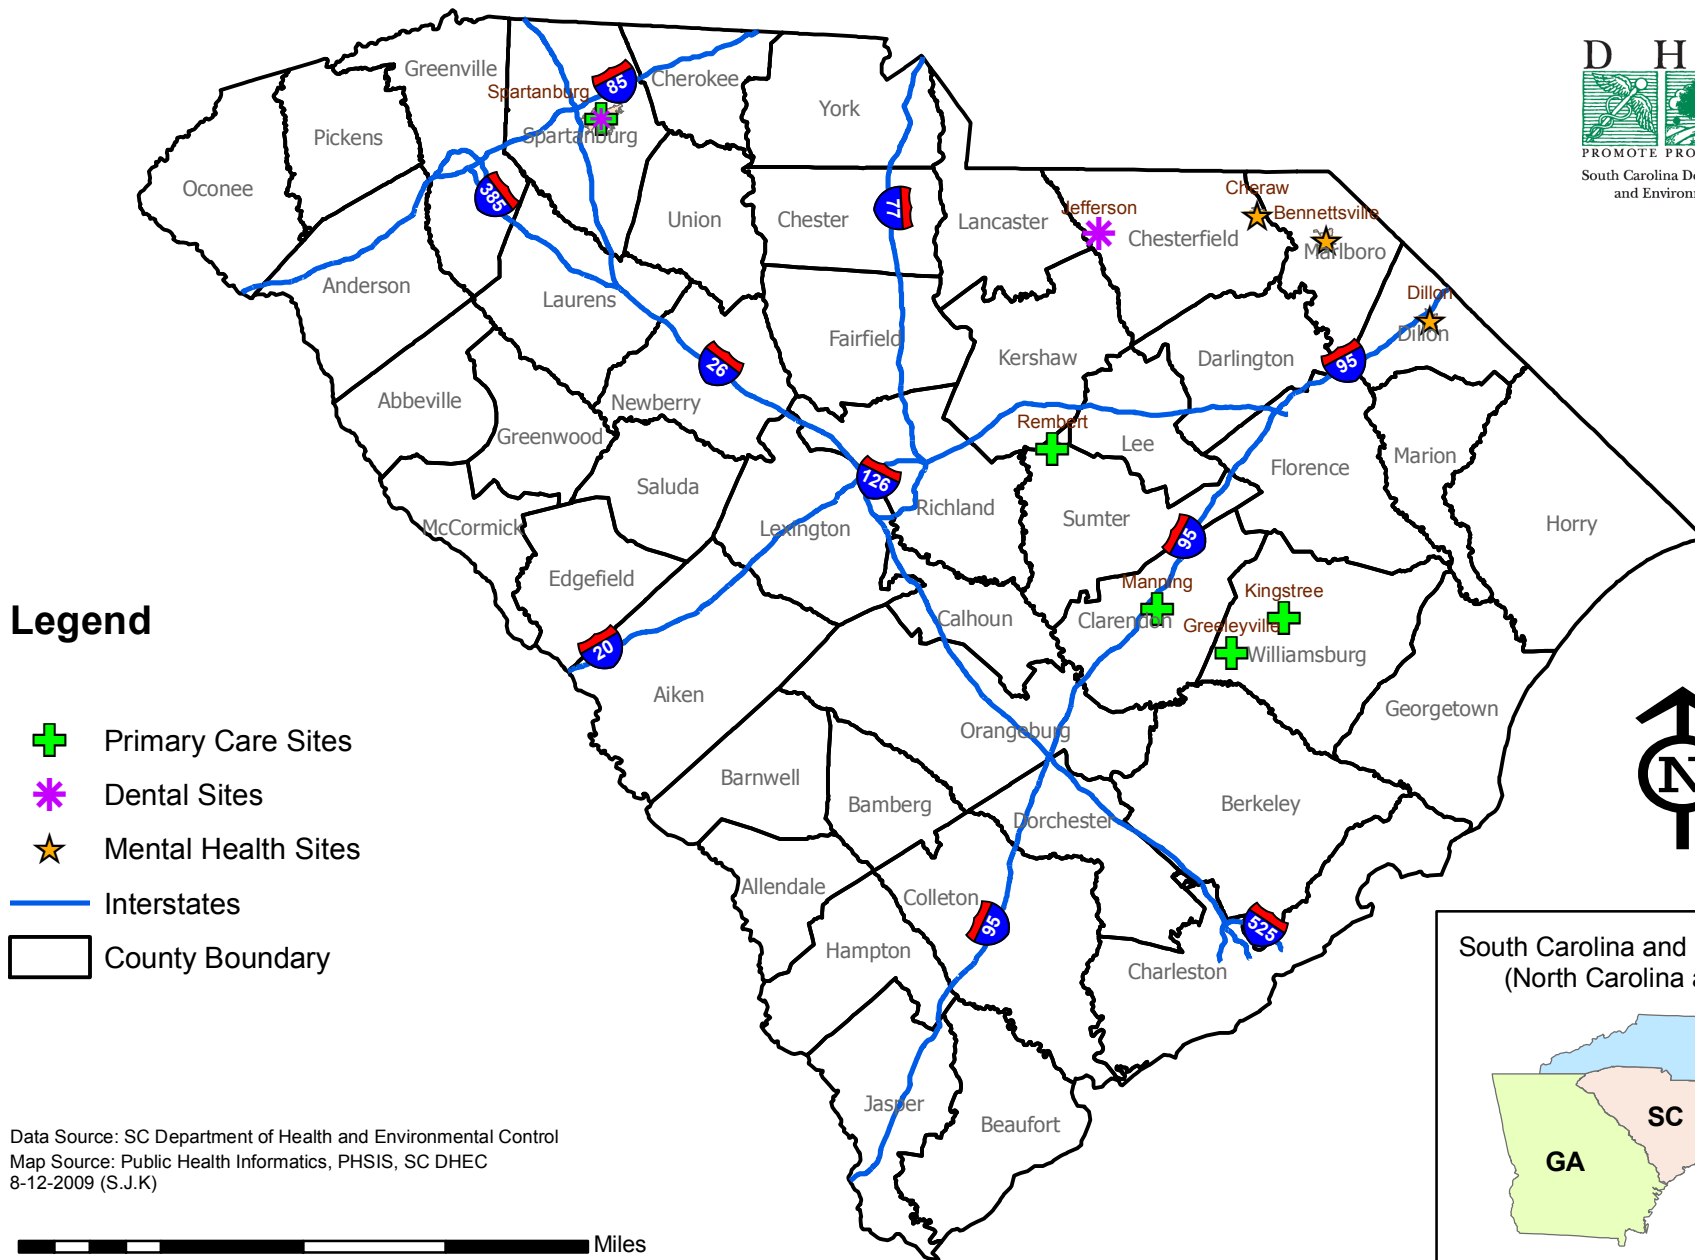 D H
PROMOTE PRO
South Carolina De
and Environ
Greenville
Cherokee
85
Spartanburg
Spartanburg
York
Pickens
Oconee
385
Union
Chester
77
Lancaster
Jefferson
Chesterfield
Cheraw
Bennettsville
Marlboro
Anderson
Laurens
Dillon
Dillon
Fairfield
Kershaw
Darlington
95
26
Abbeville
Newberry
Greenwood
Rembert
Lee
Marion
Florence
Saluda
126
Richland
Sumter
Horry
McCormick
Lexington
95
Edgefield
Manning
Kingstree
Calhoun
Clarendon
Greeleyville
Williamsburg
20
Aiken
Georgetown
Orangeburg
Barnwell
Bamberg
Dorchester
Berkeley
Allendale
Colleton
95
525
Hampton
Charleston
Jasper
Beaufort
N
Legend
Primary Care Sites
Dental Sites
Mental Health Sites
Interstates
County Boundary
South Carolina and
(North Carolina a
SC
GA
Data Source: SC Department of Health and Environmental Control
Map Source: Public Health Informatics, PHSIS, SC DHEC
8-12-2009 (S.J.K)
Miles